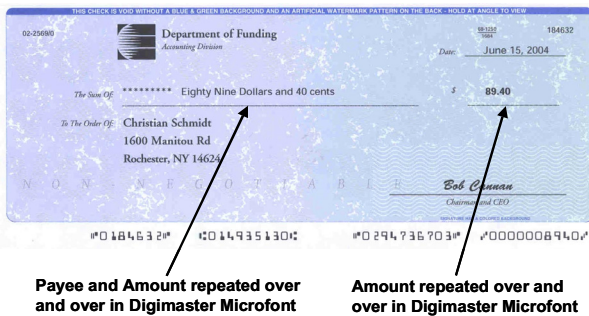 THIS CHECK IS VOID WITHOUT A BLUE & GREEN BACKGROUND AND AN ARTIFICIAL WATERMARK PATTERN ON THE BACK - HOLD AT ANGLE TO VIEW
02-2569/0
Department of Funding
Accounting Division
184632
Date: June 15, 2004
The Sum Of: ********* Eighty Nine Dollars and 40 cents $ 89.40
To The Order Of: Christian Schmidt
1600 Manitou Rd
Rochester, NY 14624
NON-NEGOTIABLE
Bob Cannan
Chairman and CEO
⑈0184632⑈ ⑆014935130⑆ ⑈0294736703⑈ ⑇0000008940⑇
Payee and Amount repeated over
and over in Digimaster Microfont
Amount repeated over and
over in Digimaster Microfont